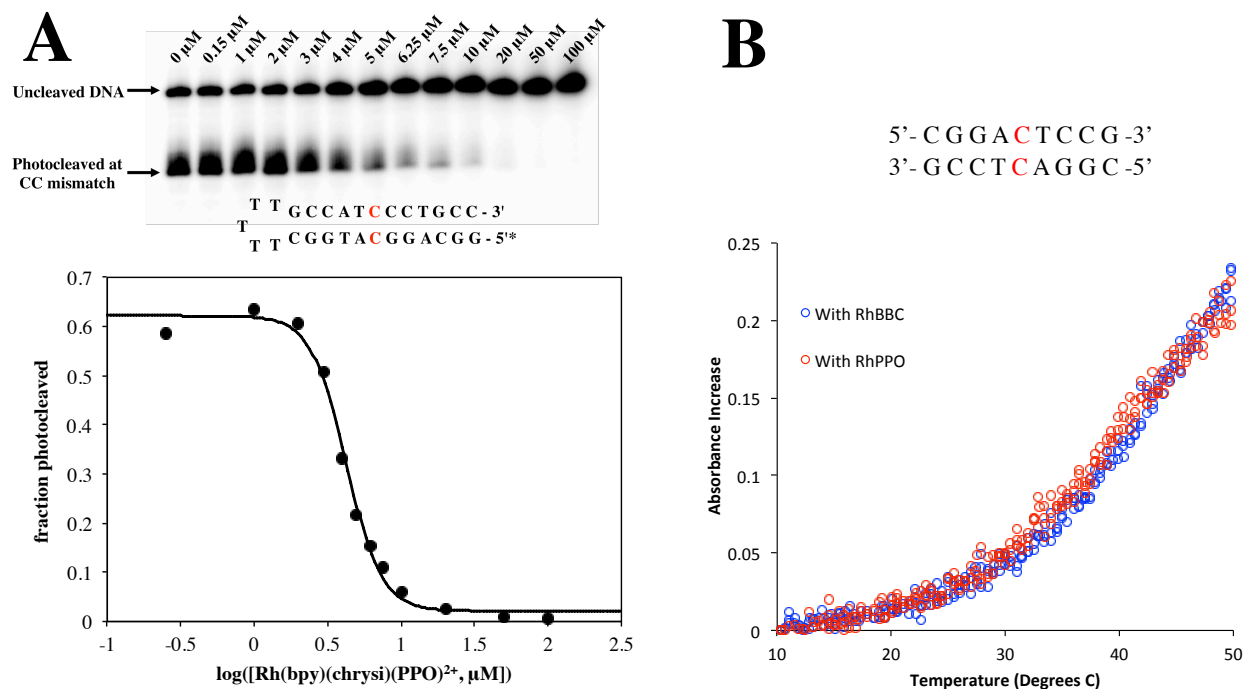 A
0 µM 0.15 µM 1 µM 2 µM 3 µM 4 µM 5 µM 6.25 µM 7.5 µM 10 µM 20 µM 50 µM 100 µM
Uncleaved DNA
Photocleaved at
CC mismatch
T T G C C A T C C C T G C C - 3'
T
T T C G G T A C G G A C G G - 5'*
0.7
0.6
0.5
0.4
0.3
0.2
0.1
0
fraction photocleaved
-1 -0.5 0 0.5 1 1.5 2 2.5
log([Rh(bpy)(chrysi)(PPO)²⁺, µM])
B
5'- C G G A C T C C G -3'
3'- G C C T C A G G C -5'
0.25
0.2
0.15
0.1
0.05
0
Absorbance Increase
With RhBBC
With RhPPO
10 20 30 40 50
Temperature (Degrees C)